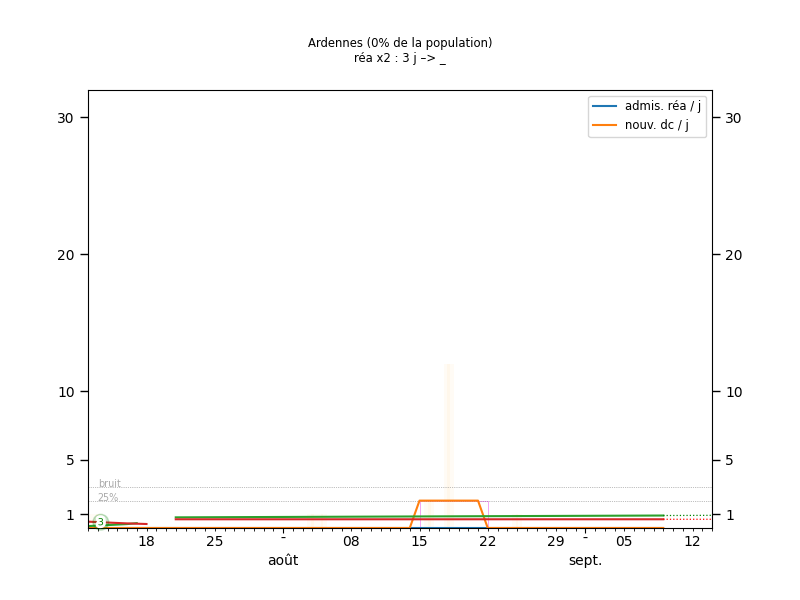 Ardennes (0% de la population)
réa x2 : 3 j –> _
admis. réa / j
nouv. dc / j
30 30
20 20
10 10
5 5
bruit
25%
1 3 1
18 25 - 08 15 22 29 - 05 12
août sept.